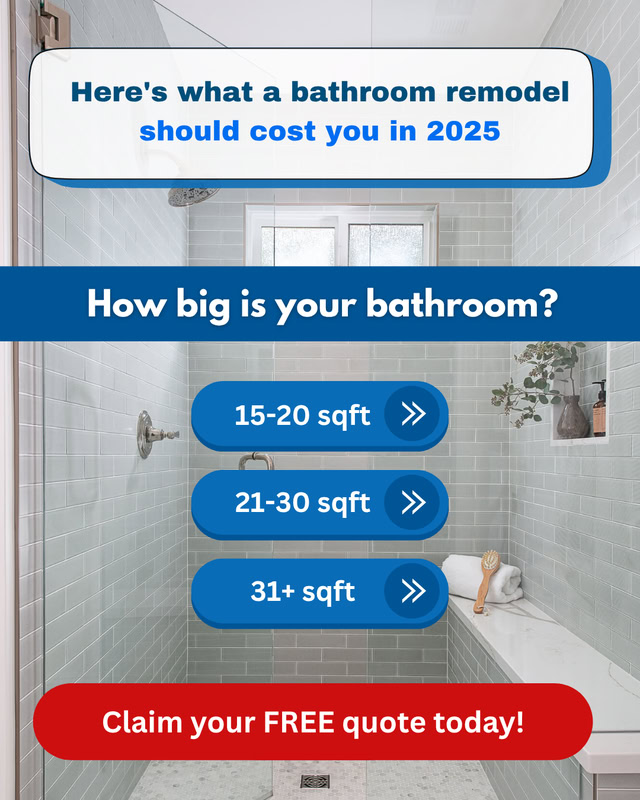 Here's what a bathroom remodel
should cost you in 2025
How big is your bathroom?
15-20 sqft
21-30 sqft
31+ sqft
Claim your FREE quote today!